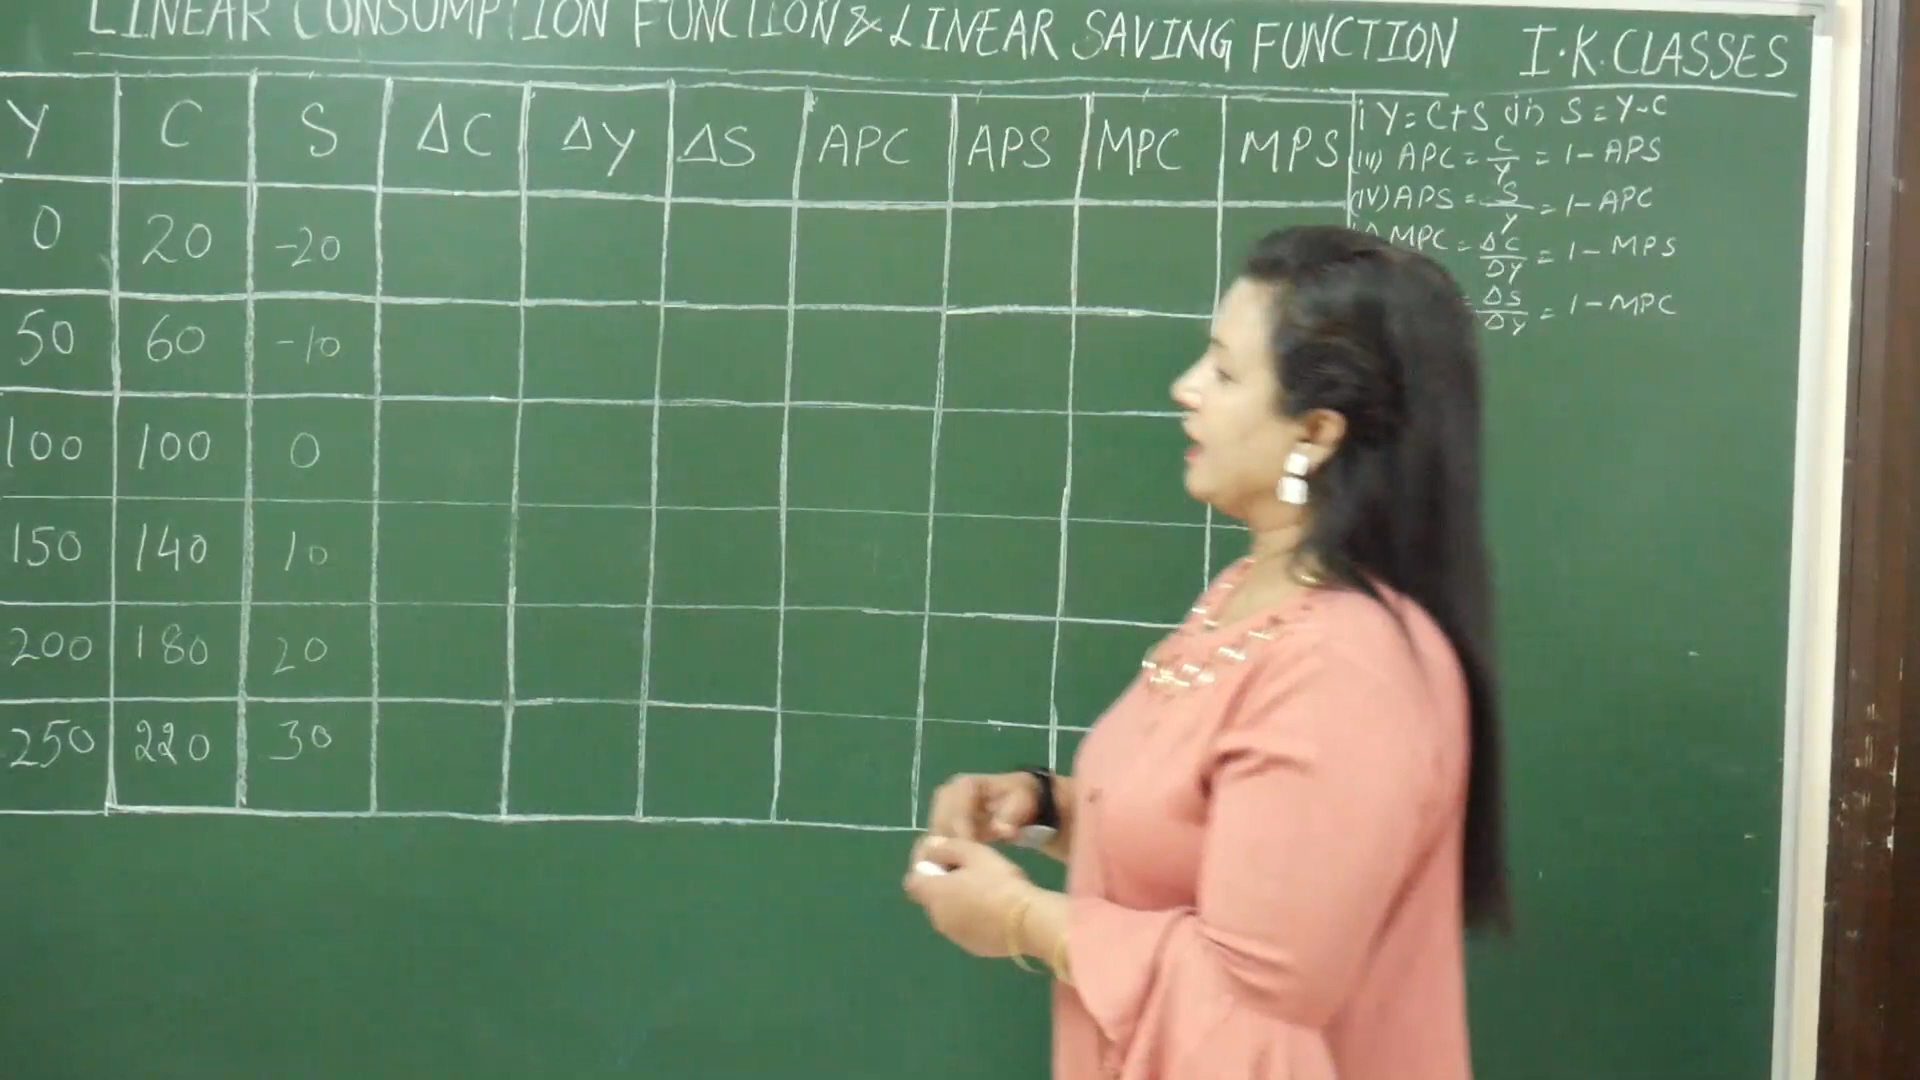 LINEAR CONSUMPTION FUNCTION & LINEAR SAVING FUNCTION I.K.CLASSES
Y C S ΔC ΔY ΔS APC APS MPC MPS
0 20 -20
50 60 -10
100 100 0
150 140 10
200 180 20
250 220 30
i Y = C+S (ii) S = Y-C
(iii) APC = C/Y = 1- APS
(iv) APS = S/Y = 1- APC
MPC = ΔC/ΔY = 1- MPS
= ΔS/ΔY = 1- MPC